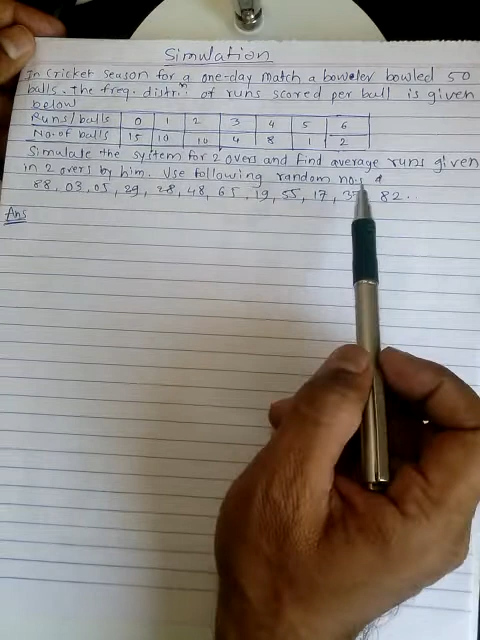 Simulation
In cricket season for a one-day match a boweler bowled 50
balls. The freq. distriⁿ of runs scored per ball is given
below
Runs/balls 0 1 2 3 4 5 6
No. of balls 15 10 10 4 8 1 2
Simulate the system for 2 overs and find average runs given
in 2 overs by him. Use following random no.s
88, 03, 05, 29, 28, 48, 65, 19, 55, 17, 82..
Ans